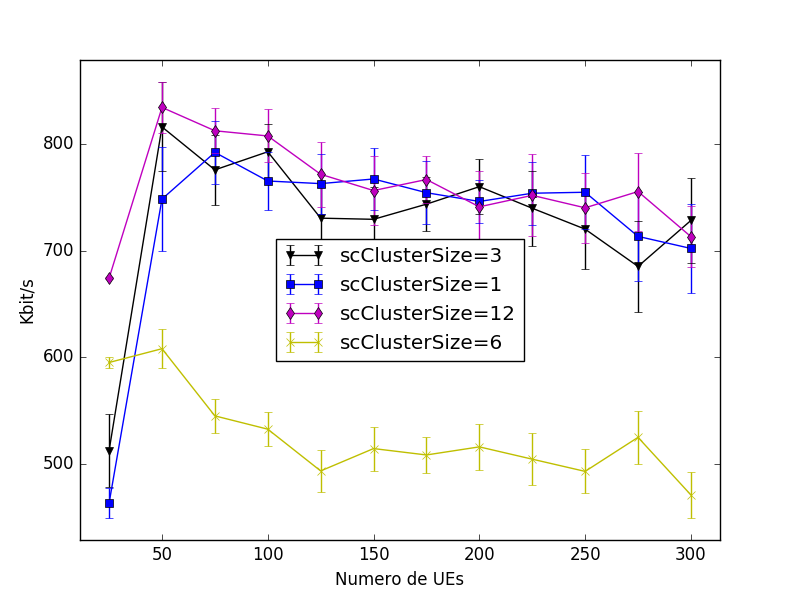 800
700
600
500
Kbit/s
scClusterSize=3
scClusterSize=1
scClusterSize=12
scClusterSize=6
50 100 150 200 250 300
Numero de UEs